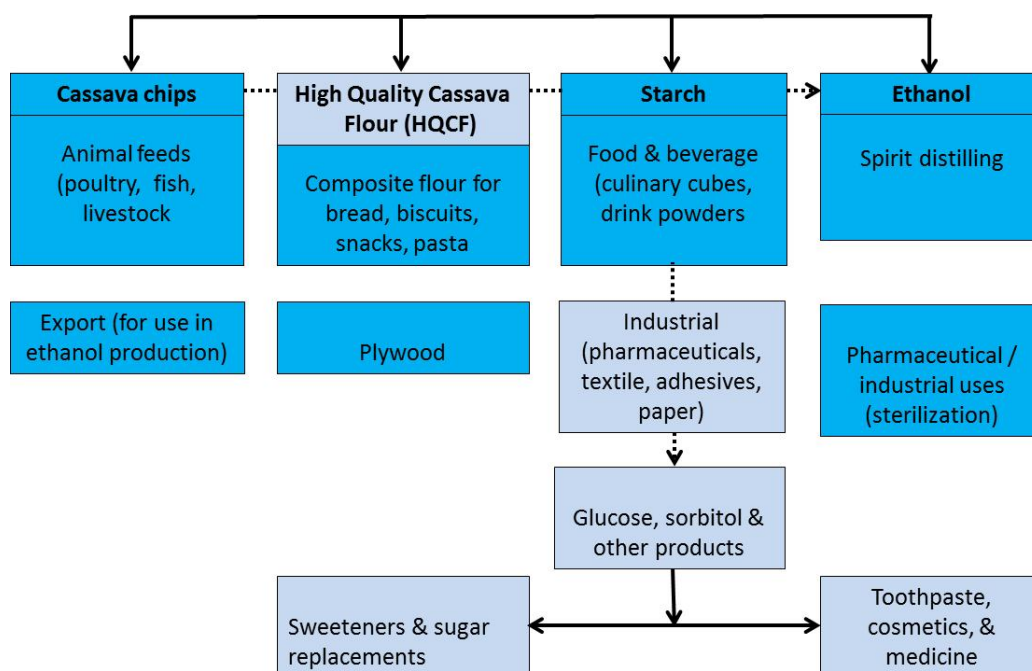 Cassava chips
High Quality Cassava
Flour (HQCF)
Starch
Ethanol
Animal feeds
(poultry,  fish,
livestock
Composite flour for
bread, biscuits,
snacks, pasta
Food & beverage
(culinary cubes,
drink powders
Spirit distilling
Export (for use in
ethanol production)
Plywood
Industrial
(pharmaceuticals,
textile, adhesives,
paper)
Pharmaceutical /
industrial uses
(sterilization)
Glucose, sorbitol &
other products
Sweeteners & sugar
replacements
Toothpaste,
cosmetics, &
medicine